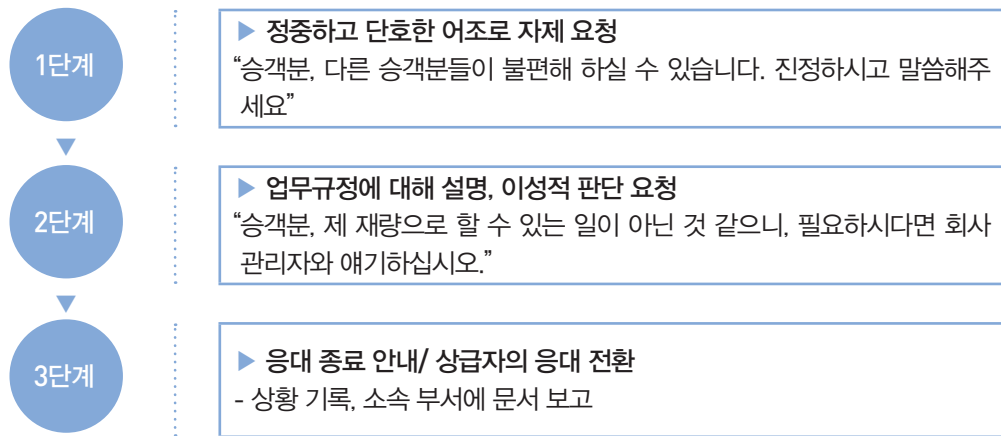 1단계
▶ 정중하고 단호한 어조로 자제 요청
“승객분, 다른 승객분들이 불편해 하실 수 있습니다. 진정하시고 말씀해주
세요”
▼
2단계
▶ 업무규정에 대해 설명, 이성적 판단 요청
“승객분, 제 재량으로 할 수 있는 일이 아닌 것 같으니, 필요하시다면 회사
관리자와 얘기하십시오.”
▼
3단계
▶ 응대 종료 안내/ 상급자의 응대 전환
- 상황 기록, 소속 부서에 문서 보고